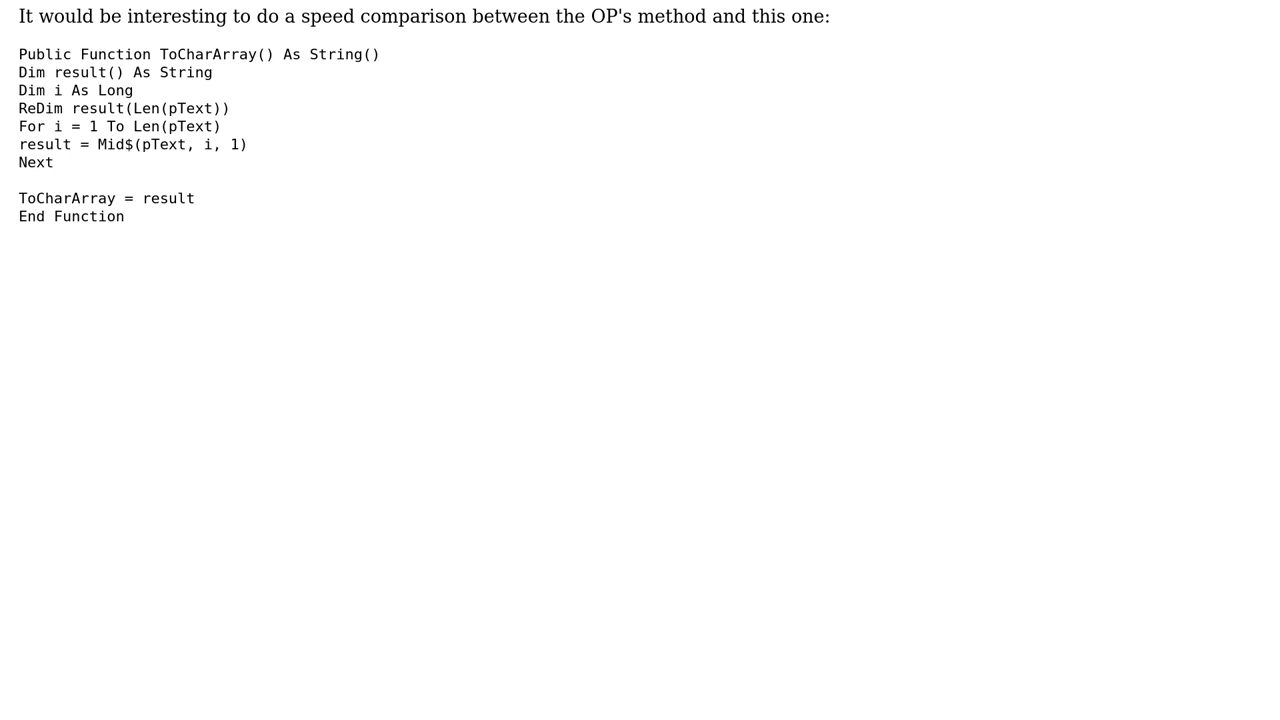 It would be interesting to do a speed comparison between the OP's method and this one:
Public Function ToCharArray() As String()
Dim result() As String
Dim i As Long
ReDim result(Len(pText))
For i = 1 To Len(pText)
result = Mid$(pText, i, 1)
Next
ToCharArray = result
End Function